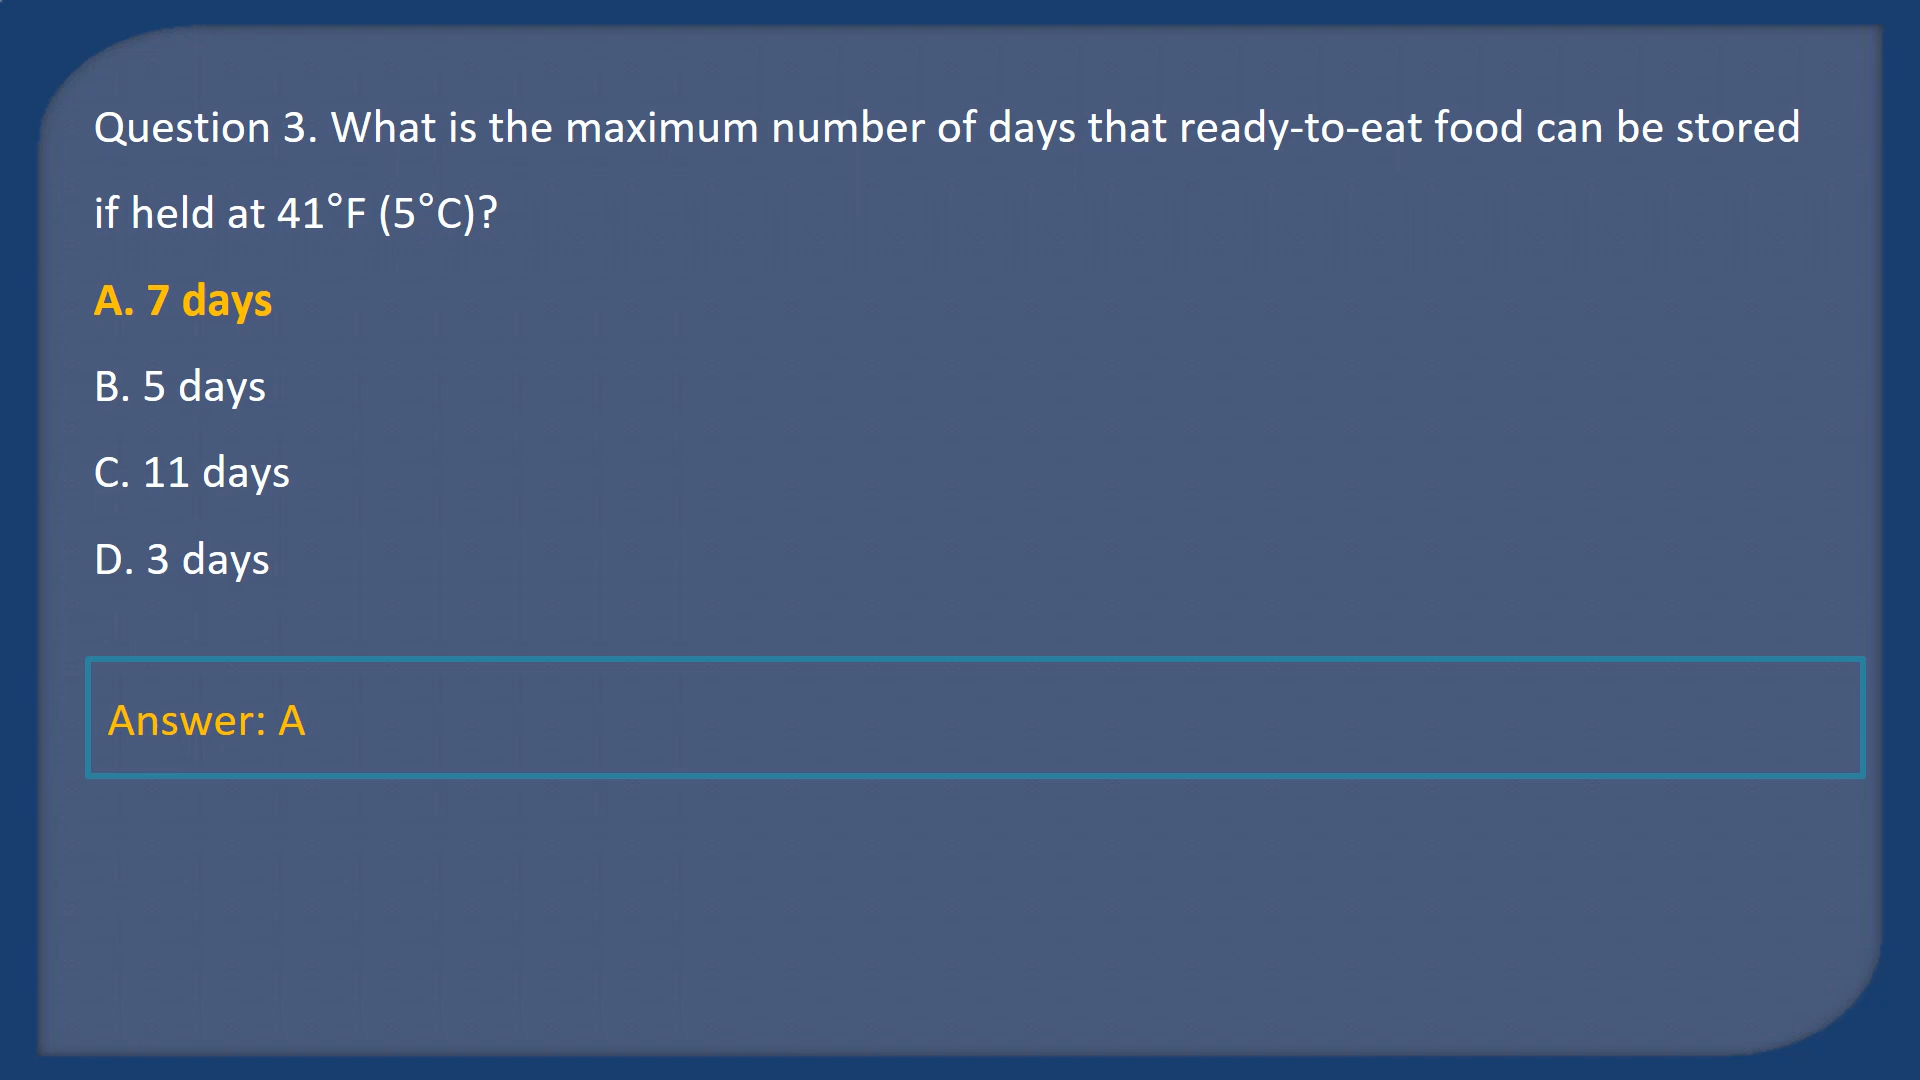 Question 3. What is the maximum number of days that ready-to-eat food can be stored
if held at 41°F (5°C)?
A. 7 days
B. 5 days
C. 11 days
D. 3 days
Answer: A